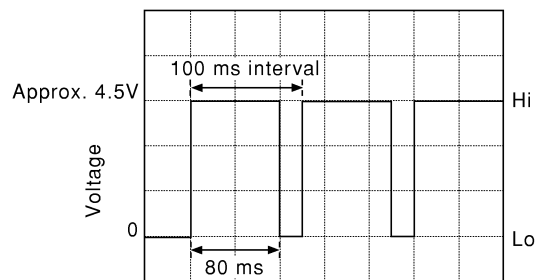 100 ms interval
Approx. 4.5V
Hi
Voltage
0
Lo
80 ms